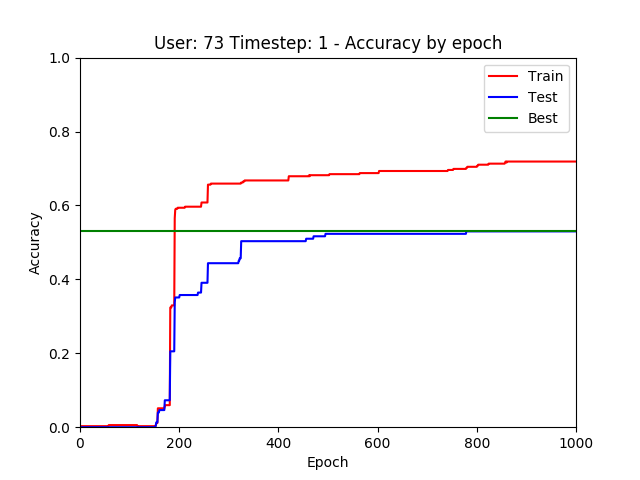 User: 73 Timestep: 1 - Accuracy by epoch
Train
Test
Best
1.0
0.8
0.6
0.4
0.2
0.0
Accuracy
0 200 400 600 800 1000
Epoch